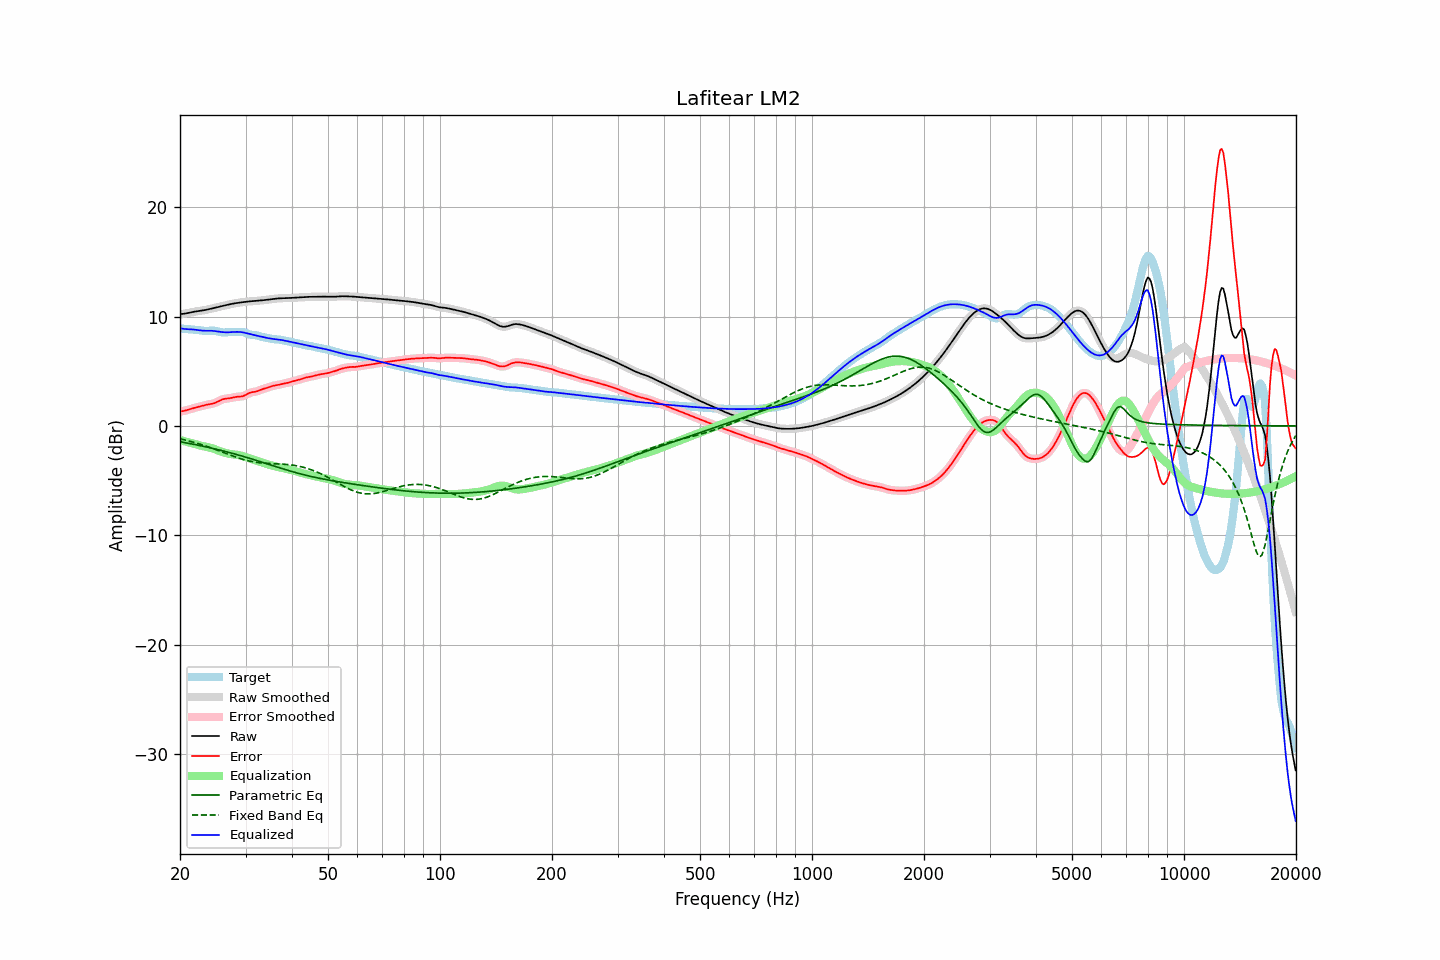 Lafitear LM2
Amplitude (dBr)
20
10
0
−10
−20
−30
Target
Raw Smoothed
Error Smoothed
Raw
Error
Equalization
Parametric Eq
Fixed Band Eq
Equalized
20 50 100 200 500 1000 2000 5000 10000 20000
Frequency (Hz)